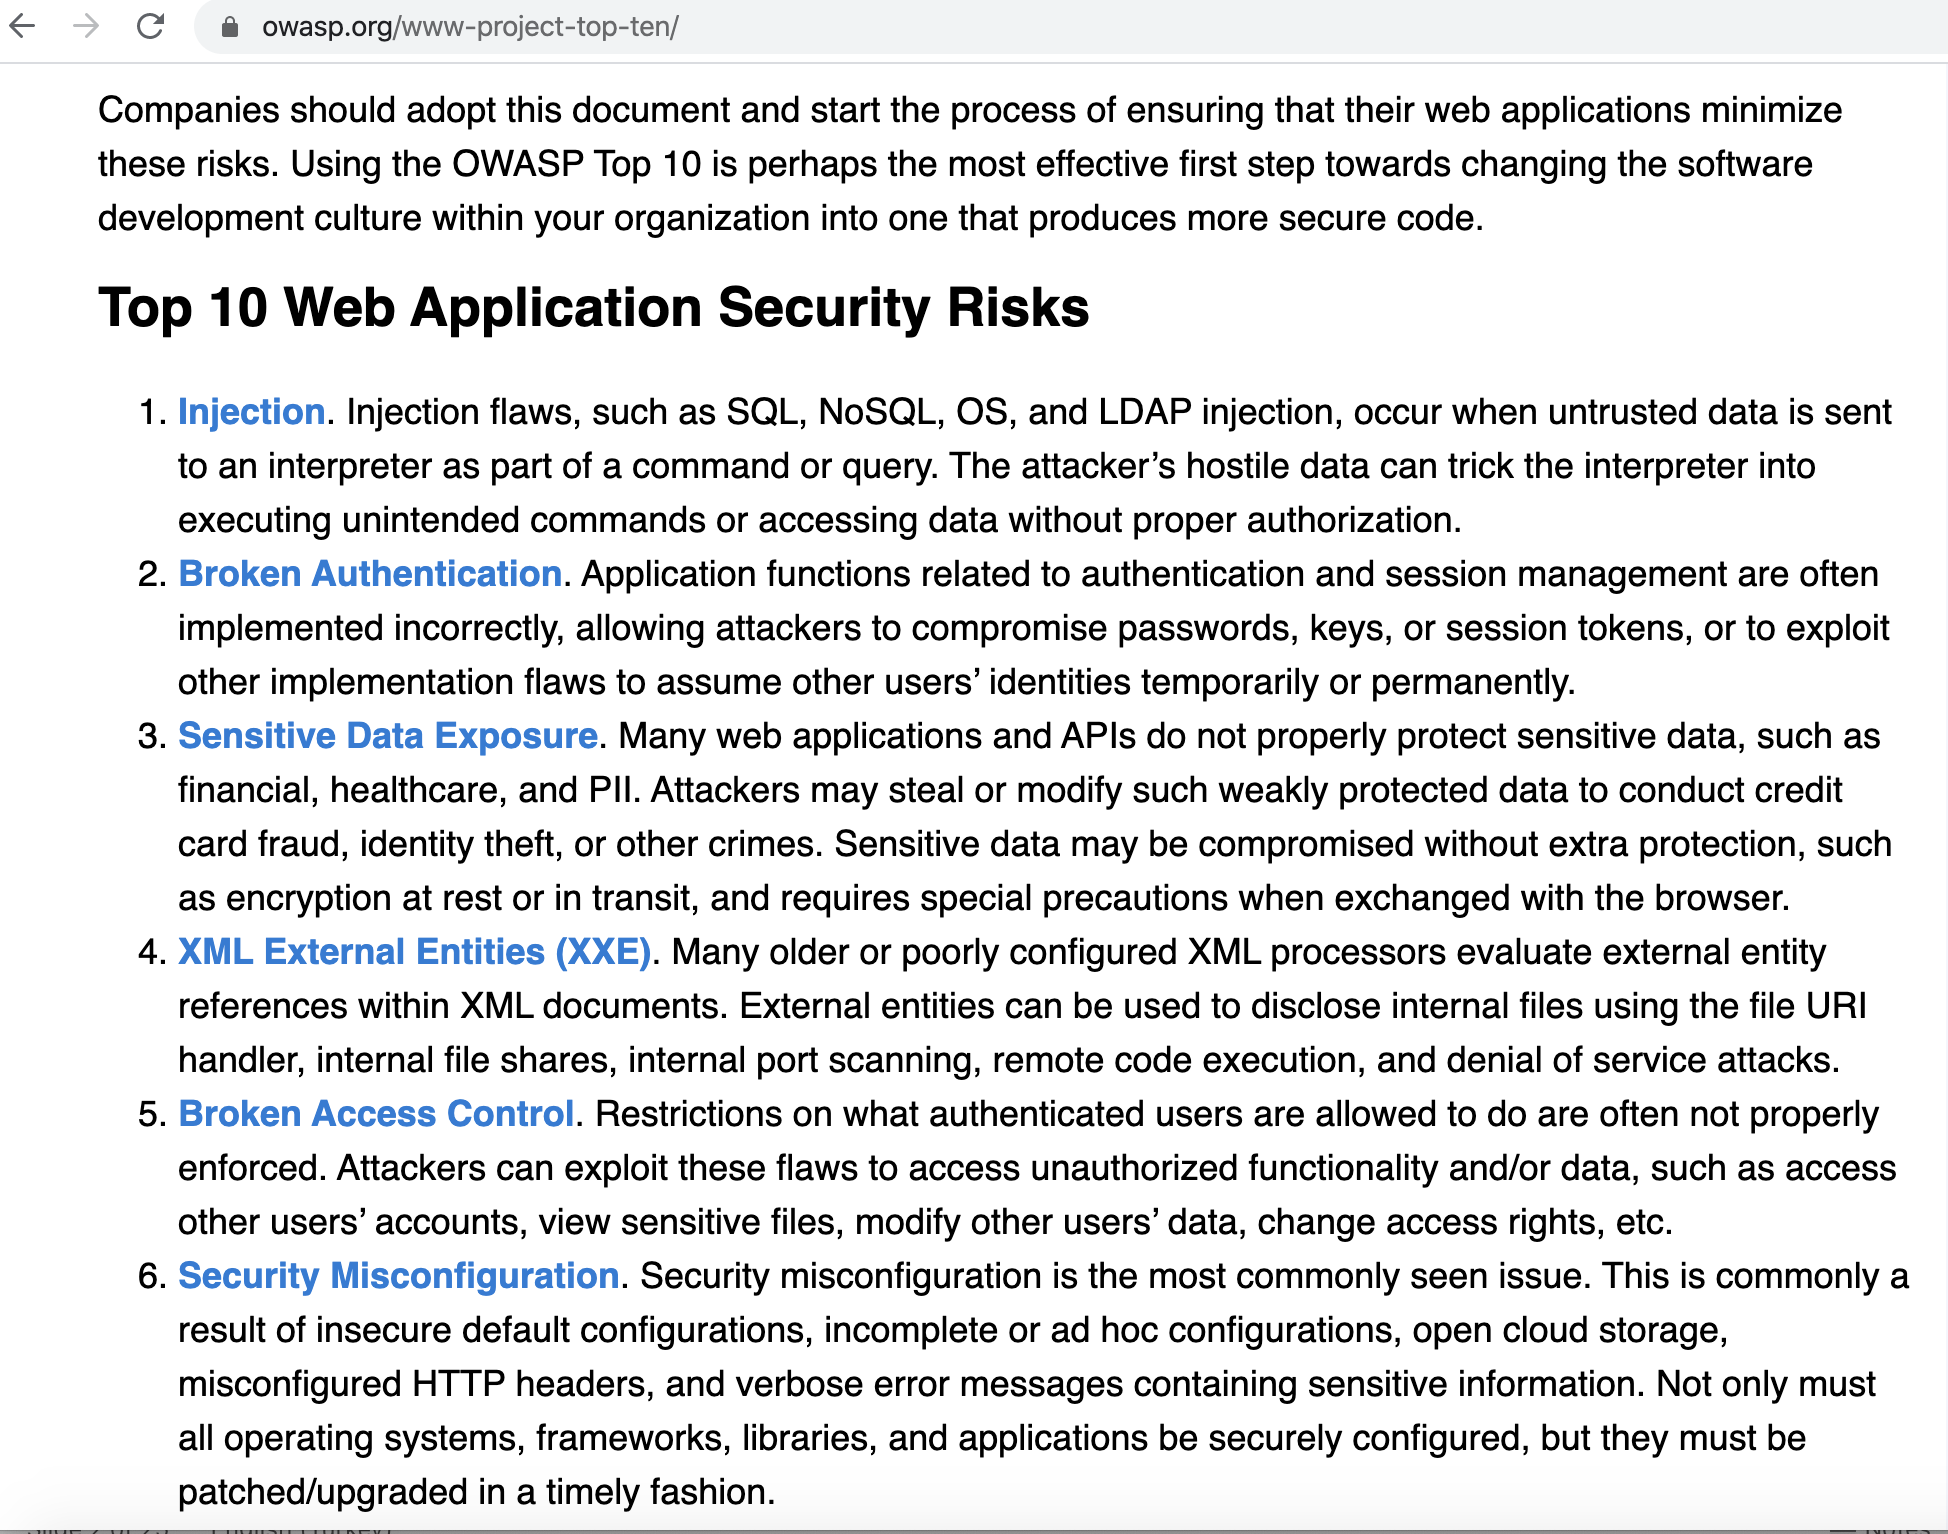 owasp.org/www-project-top-ten/
Companies should adopt this document and start the process of ensuring that their web applications minimize
these risks. Using the OWASP Top 10 is perhaps the most effective first step towards changing the software
development culture within your organization into one that produces more secure code.
Top 10 Web Application Security Risks
1. Injection. Injection flaws, such as SQL, NoSQL, OS, and LDAP injection, occur when untrusted data is sent
to an interpreter as part of a command or query. The attacker’s hostile data can trick the interpreter into
executing unintended commands or accessing data without proper authorization.
2. Broken Authentication. Application functions related to authentication and session management are often
implemented incorrectly, allowing attackers to compromise passwords, keys, or session tokens, or to exploit
other implementation flaws to assume other users’ identities temporarily or permanently.
3. Sensitive Data Exposure. Many web applications and APIs do not properly protect sensitive data, such as
financial, healthcare, and PII. Attackers may steal or modify such weakly protected data to conduct credit
card fraud, identity theft, or other crimes. Sensitive data may be compromised without extra protection, such
as encryption at rest or in transit, and requires special precautions when exchanged with the browser.
4. XML External Entities (XXE). Many older or poorly configured XML processors evaluate external entity
references within XML documents. External entities can be used to disclose internal files using the file URI
handler, internal file shares, internal port scanning, remote code execution, and denial of service attacks.
5. Broken Access Control. Restrictions on what authenticated users are allowed to do are often not properly
enforced. Attackers can exploit these flaws to access unauthorized functionality and/or data, such as access
other users’ accounts, view sensitive files, modify other users’ data, change access rights, etc.
6. Security Misconfiguration. Security misconfiguration is the most commonly seen issue. This is commonly a
result of insecure default configurations, incomplete or ad hoc configurations, open cloud storage,
misconfigured HTTP headers, and verbose error messages containing sensitive information. Not only must
all operating systems, frameworks, libraries, and applications be securely configured, but they must be
patched/upgraded in a timely fashion.